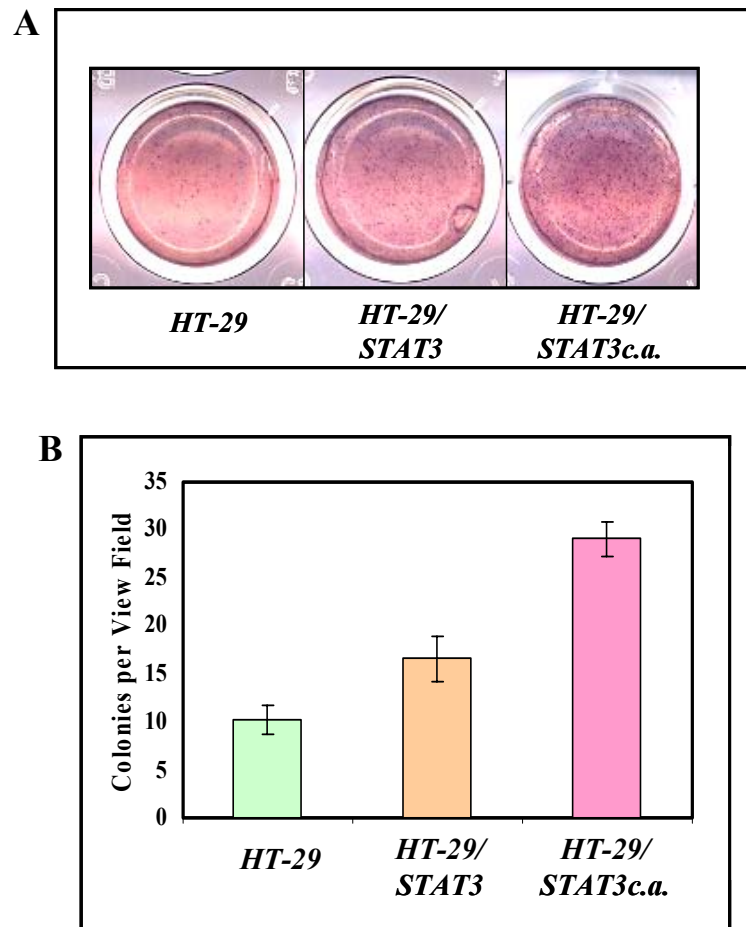 A
HT-29
HT-29/
STAT3
HT-29/
STAT3c.a.
B
Colonies per View Field
35
30
25
20
15
10
5
0
HT-29
HT-29/
STAT3
HT-29/
STAT3c.a.